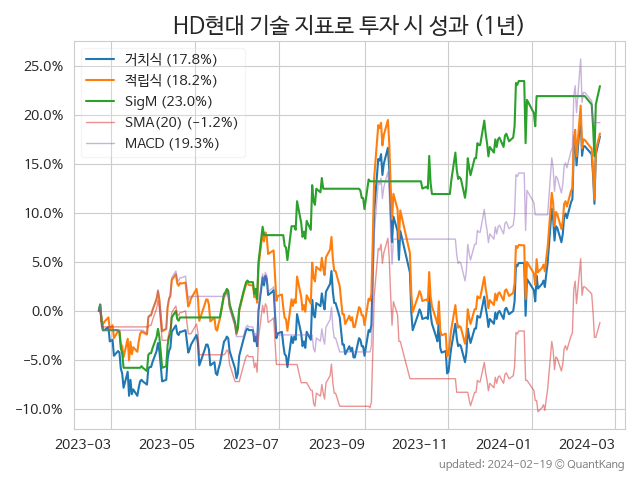 HD현대 기술 지표로 투자 시 성과 (1년)
거치식 (17.8%)
적립식 (18.2%)
SigM (23.0%)
SMA(20) (−1.2%)
MACD (19.3%)
25.0%
20.0%
15.0%
10.0%
5.0%
0.0%
−5.0%
−10.0%
2023-03 2023-05 2023-07 2023-09 2023-11 2024-01 2024-03
updated: 2024-02-19 © QuantKang